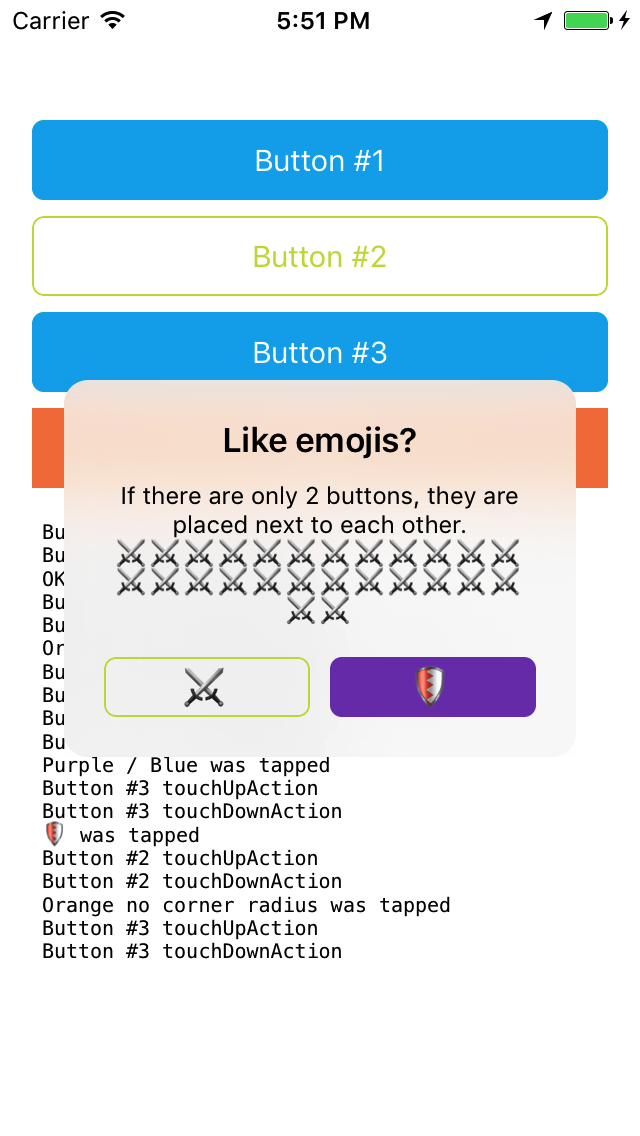 Carrier 5:51 PM
Button #1
Button #2
Button #3
Like emojis?
If there are only 2 buttons, they are
placed next to each other.
⚔⚔⚔⚔⚔⚔⚔⚔⚔⚔⚔⚔
⚔⚔⚔⚔⚔⚔⚔⚔⚔⚔⚔⚔
⚔⚔
⚔ 🛡
Bu
Bu
OK
Bu
Bu
Or
Bu
Bu
Bu
Bu
Purple / Blue was tapped
Button #3 touchUpAction
Button #3 touchDownAction
🛡 was tapped
Button #2 touchUpAction
Button #2 touchDownAction
Orange no corner radius was tapped
Button #3 touchUpAction
Button #3 touchDownAction